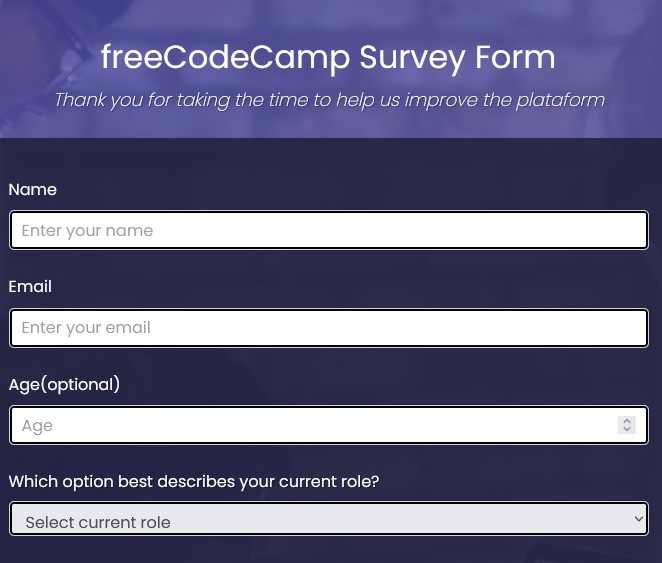 freeCodeCamp Survey Form
Thank you for taking the time to help us improve the plataform
Name
Enter your name
Email
Enter your email
Age(optional)
Age
Which option best describes your current role?
Select current role